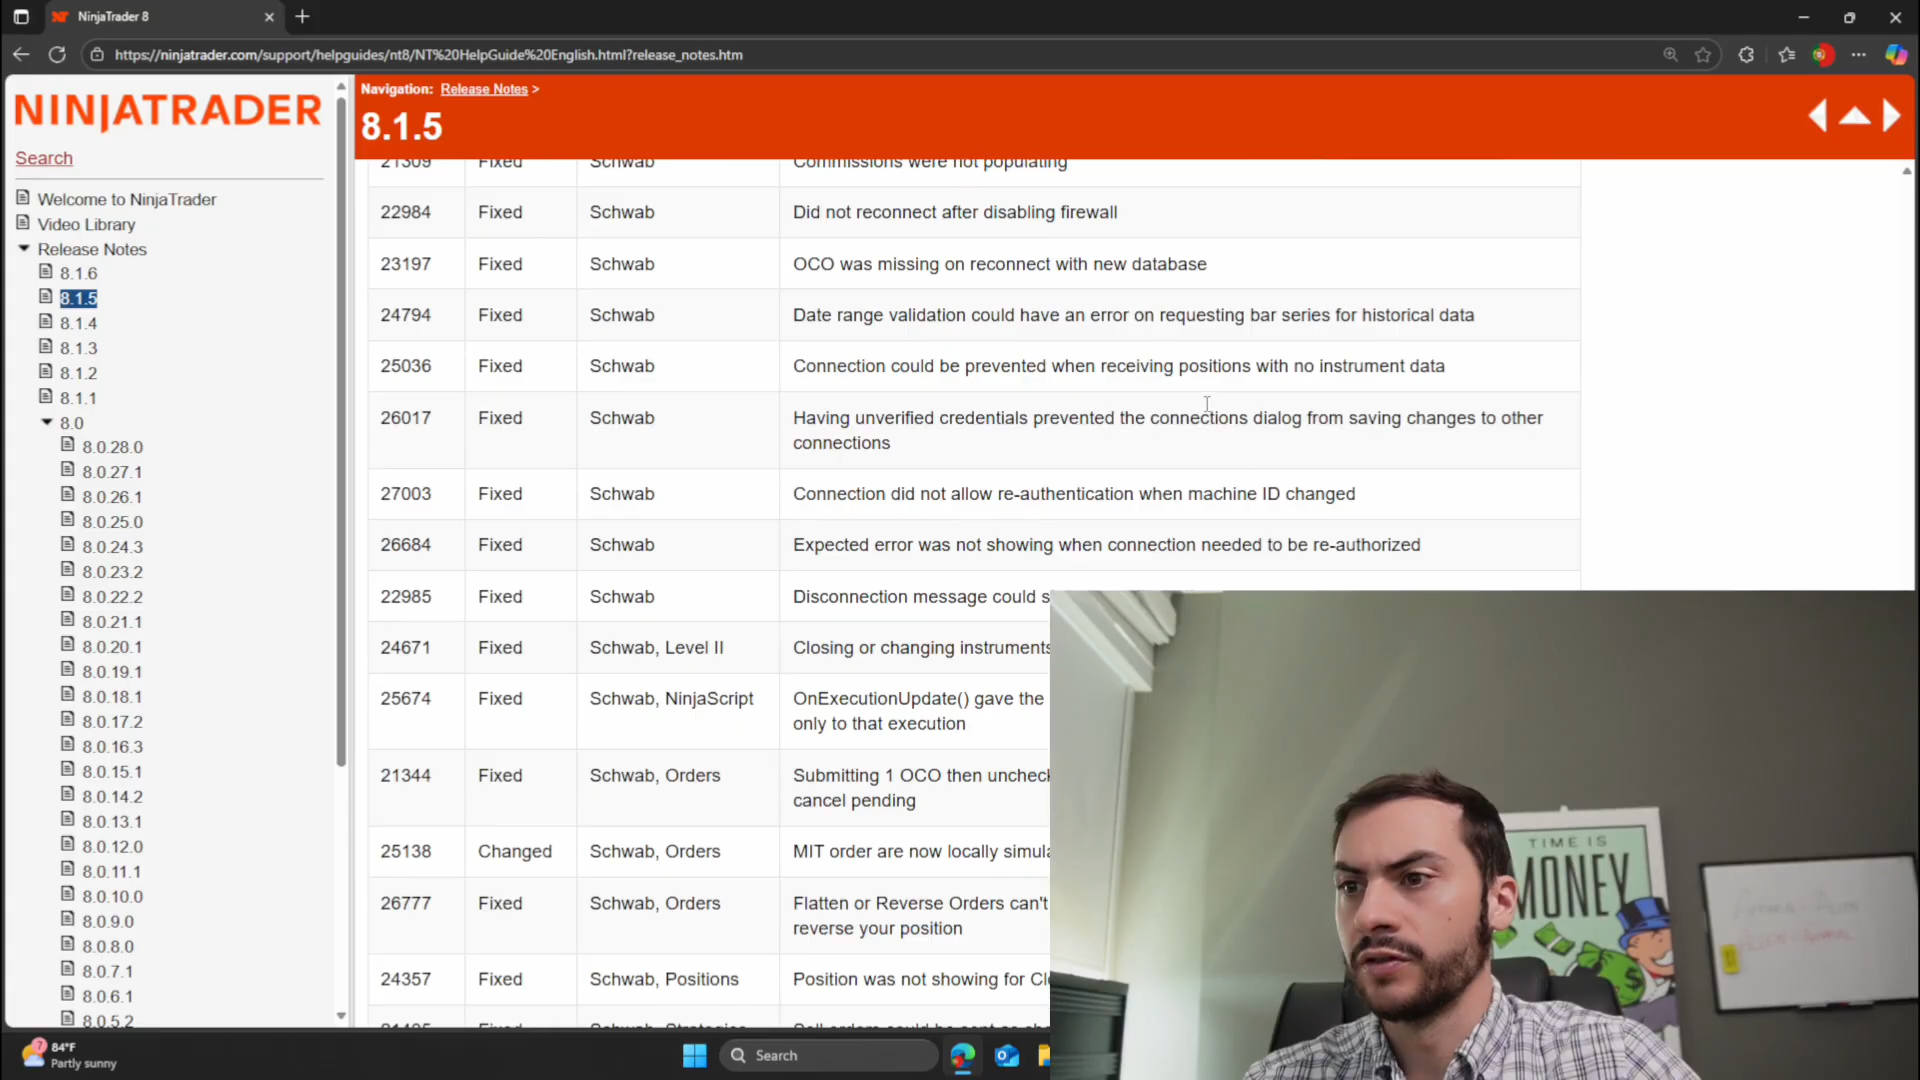 NinjaTrader 8
https://ninjatrader.com/support/helpguides/nt8/NT%20HelpGuide%20English.html?release_notes.htm
NINJATRADER
Search
Welcome to NinjaTrader
Video Library
Release Notes
8.1.6
8.1.5
8.1.4
8.1.3
8.1.2
8.1.1
8.0
8.0.28.0
8.0.27.1
8.0.26.1
8.0.25.0
8.0.24.3
8.0.23.2
8.0.22.2
8.0.21.1
8.0.20.1
8.0.19.1
8.0.18.1
8.0.17.2
8.0.16.3
8.0.15.1
8.0.14.2
8.0.13.1
8.0.12.0
8.0.11.1
8.0.10.0
8.0.9.0
8.0.8.0
8.0.7.1
8.0.6.1
8.0.5.2
Navigation: Release Notes >
8.1.5
21309 Fixed Schwab Commissions were not populating
22984 Fixed Schwab Did not reconnect after disabling firewall
23197 Fixed Schwab OCO was missing on reconnect with new database
24794 Fixed Schwab Date range validation could have an error on requesting bar series for historical data
25036 Fixed Schwab Connection could be prevented when receiving positions with no instrument data
26017 Fixed Schwab Having unverified credentials prevented the connections dialog from saving changes to other
connections
27003 Fixed Schwab Connection did not allow re-authentication when machine ID changed
26684 Fixed Schwab Expected error was not showing when connection needed to be re-authorized
22985 Fixed Schwab Disconnection message could s
24671 Fixed Schwab, Level II Closing or changing instruments
25674 Fixed Schwab, NinjaScript OnExecutionUpdate() gave the
only to that execution
21344 Fixed Schwab, Orders Submitting 1 OCO then uncheck
cancel pending
25138 Changed Schwab, Orders MIT order are now locally simula
26777 Fixed Schwab, Orders Flatten or Reverse Orders can't
reverse your position
24357 Fixed Schwab, Positions Position was not showing for Cl
TIME IS
MONEY
7
84°F
Partly sunny
Search